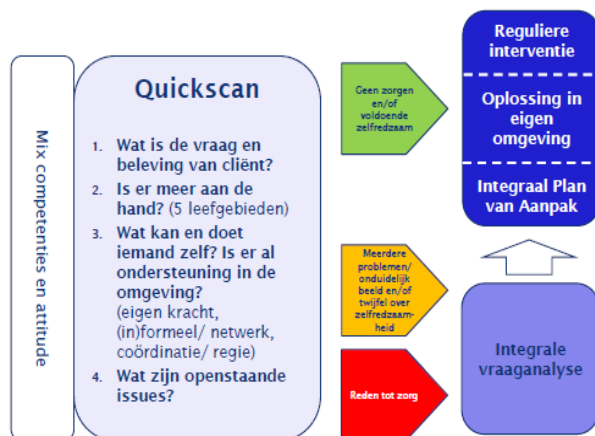 Mix competenties en attitude
Quickscan
1. Wat is de vraag en
beleving van cliënt?
2. Is er meer aan de
hand? (5 leefgebieden)
3. Wat kan en doet
iemand zelf? Is er al
ondersteuning in de
omgeving?
(eigen kracht,
(in)formeel/ netwerk,
coördinatie/ regie)
4. Wat zijn openstaande
issues?
Geen zorgen
en/of
voldoende
zelfredzaam
Meerdere
problemen/
onduidelijk
beeld en/of
twijfel over
zelfredzaam-
heid
Reden tot zorg
Reguliere
interventie
Oplossing in
eigen
omgeving
Integraal Plan
van Aanpak
Integrale
vraaganalyse